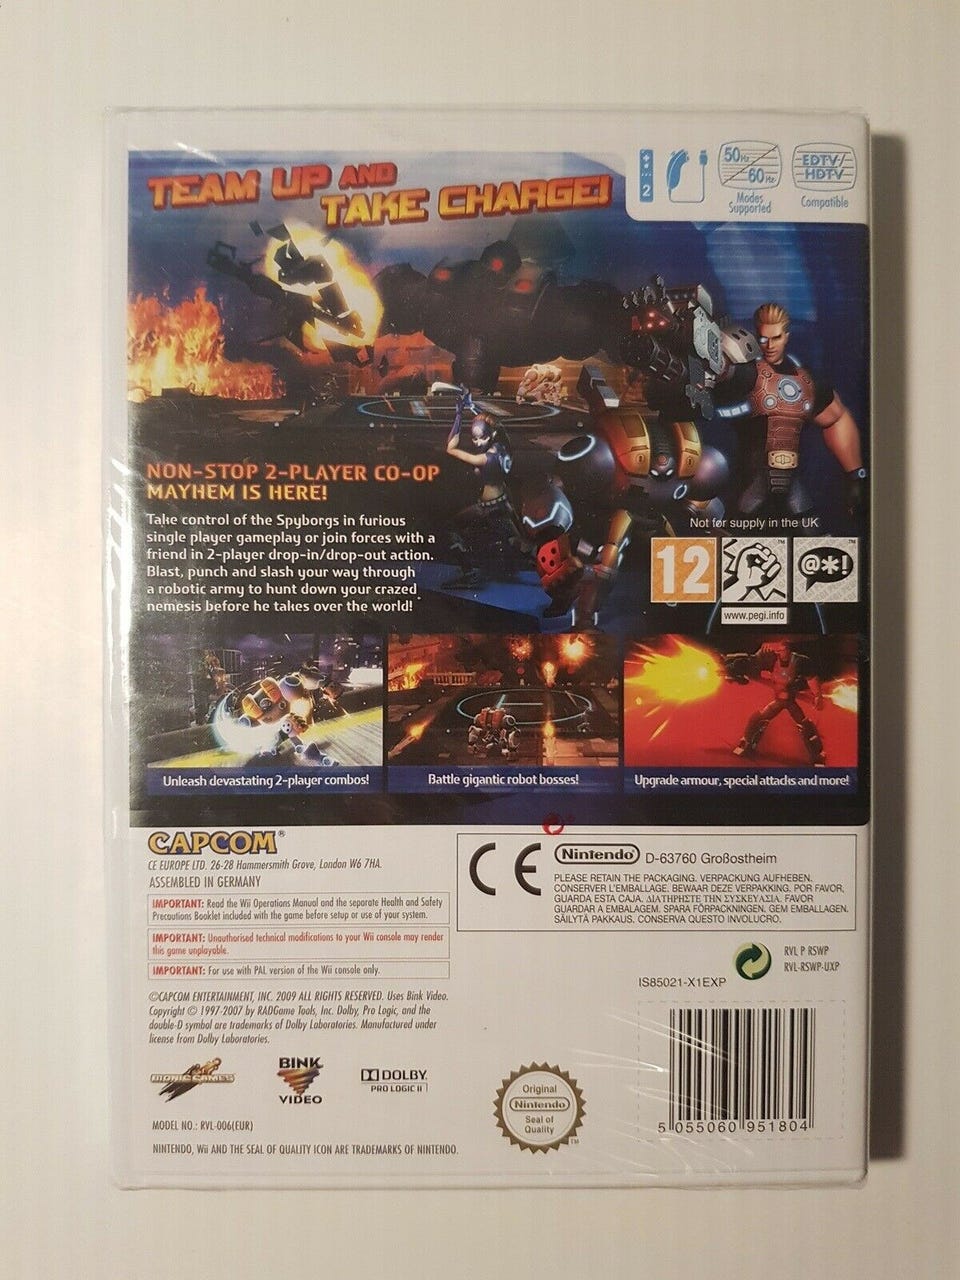 TEAM UP AND
TAKE CHARGE!
2
50Hz
60Hz
Modes
Supported
EDTV/
HDTV
Compatible
NON-STOP 2-PLAYER CO-OP
MAYHEM IS HERE!
Take control of the Spyborgs in furious
single player gameplay or join forces with a
friend in 2-player drop-in/drop-out action.
Blast, punch and slash your way through
a robotic army to hunt down your crazed
nemesis before he takes over the world!
Not for supply in the UK
12
@*!
www.pegi.info
Unleash devastating 2-player combos!
Battle gigantic robot bosses!
Upgrade armour, special attacks and more!
CAPCOM®
CE EUROPE LTD. 26-28 Hammersmith Grove, London W6 7HA.
ASSEMBLED IN GERMANY
IMPORTANT: Read the Wii Operations Manual and the separate Health and Safety
Precautions Booklet included with the game before setup or use of your system.
IMPORTANT: Unauthorised technical modifications to your Wii console may render
this game unplayable.
IMPORTANT: For use with PAL version of the Wii console only.
CE
Nintendo® D-63760 Großostheim
PLEASE RETAIN THE PACKAGING. VERPACKUNG AUFHEBEN.
CONSERVER L'EMBALLAGE. BEWAAR DEZE VERPAKKING. POR FAVOR,
GUARDA ESTA CAJA. ΔΙΑΤΗΡΗΣΤΕ ΤΗΝ ΣΥΣΚΕΥΑΣΙΑ. FAVOR
GUARDAR A EMBALAGEM. SPARA FÖRPACKNINGEN. GEM EMBALLAGEN.
SÄILYTÄ PAKKAUS. CONSERVA QUESTO INVOLUCRO.
RVL P RSWP
RVL-RSWP-UXP
IS85021-X1EXP
©CAPCOM ENTERTAINMENT, INC. 2009 ALL RIGHTS RESERVED. Uses Bink Video.
Copyright © 1997-2007 by RADGame Tools, Inc. Dolby, Pro Logic, and the
double-D symbol are trademarks of Dolby Laboratories. Manufactured under
license from Dolby Laboratories.
BIONIC GAMES
BINK
VIDEO
DOLBY
PRO LOGIC II
Original
Nintendo
Seal of
Quality
TM
5 055060 951804
MODEL NO.: RVL-006(EUR)
NINTENDO, Wii AND THE SEAL OF QUALITY ICON ARE TRADEMARKS OF NINTENDO.